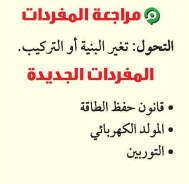 مراجعة المفردات
التحول: تغير البنية أو التركيب.
المفردات الجديدة
• قانون حفظ الطاقة
• المولد الكهربائي
• التوربين